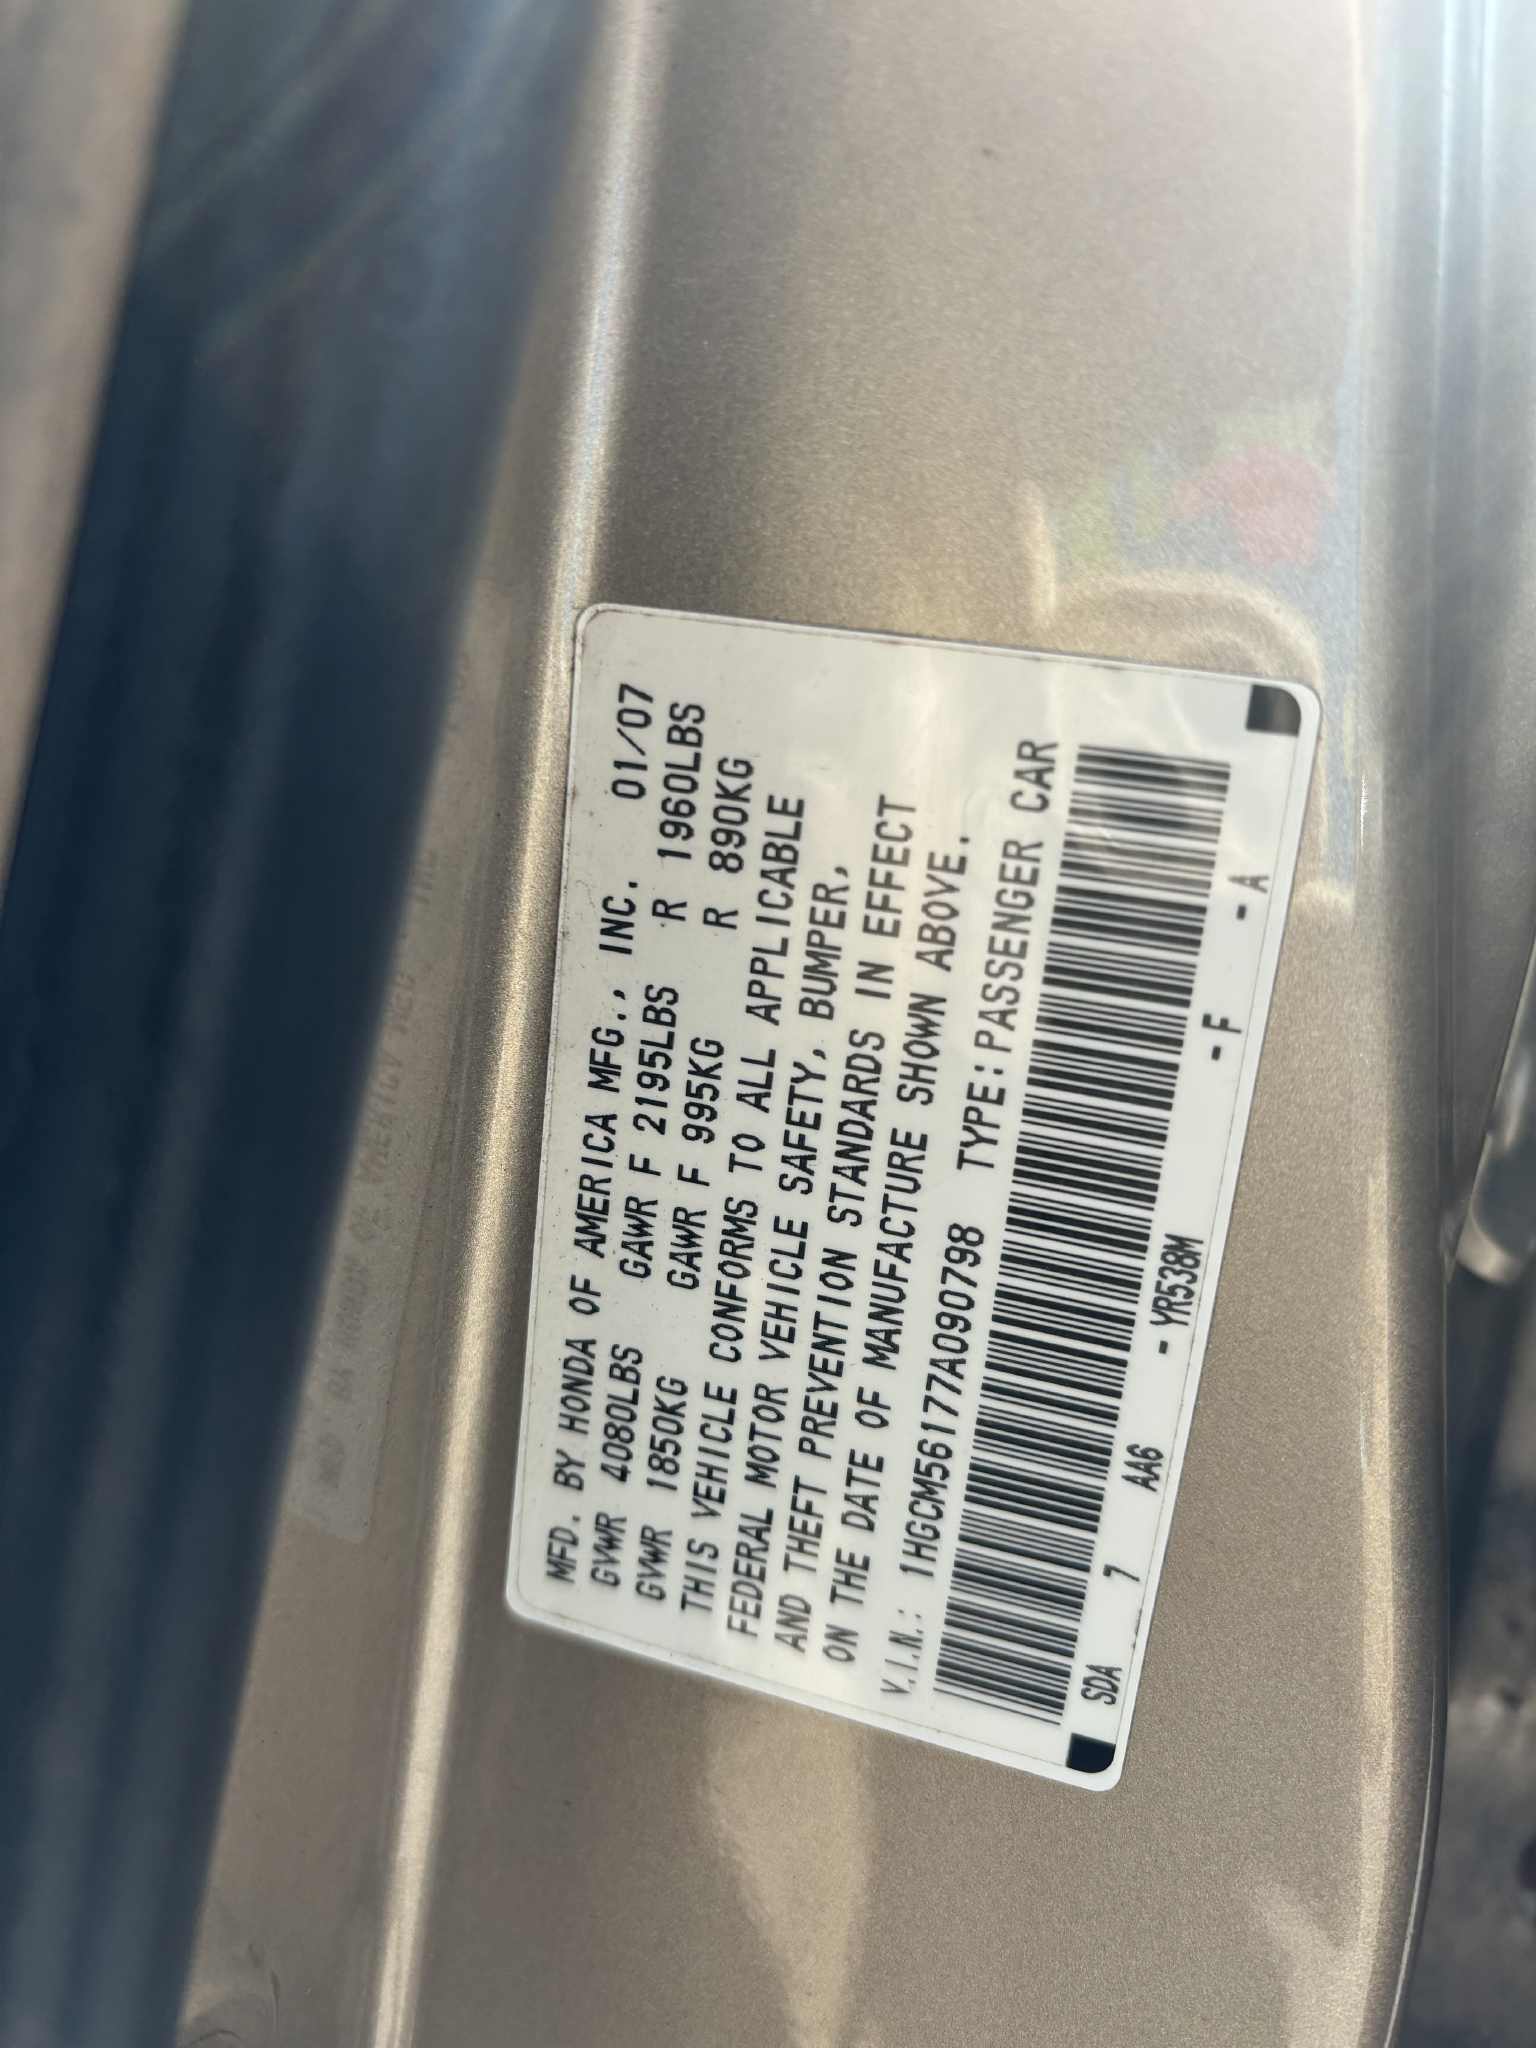 MFD. BY HONDA OF AMERICA MFG., INC. 01/07
GVWR 4080LBS GAWR F 2195LBS R 1960LBS
GVWR 1850KG GAWR F 995KG R 890KG
THIS VEHICLE CONFORMS TO ALL APPLICABLE
FEDERAL MOTOR VEHICLE SAFETY, BUMPER,
AND THEFT PREVENTION STANDARDS IN EFFECT
ON THE DATE OF MANUFACTURE SHOWN ABOVE.
V.I.N.: 1HGCM56177A090798 TYPE: PASSENGER CAR
SDA 7 AA6 - YR538M - F - A